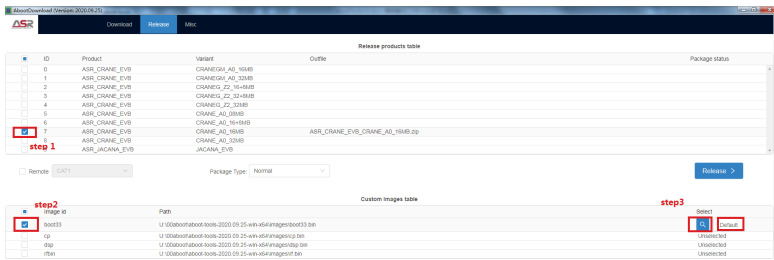 AbootDownload (Version: 2020.09.25)
ASR Download Release Misc
Release products table
ID Product Variant Outfile Package status
0 ASR_CRANE_EVB CRANEGM_A0_16MB
1 ASR_CRANE_EVB CRANEGM_A0_32MB
2 ASR_CRANE_EVB CRANEG_Z2_16+8MB
3 ASR_CRANE_EVB CRANEG_Z2_32+8MB
4 ASR_CRANE_EVB CRANEG_Z2_32MB
5 ASR_CRANE_EVB CRANE_A0_08MB
6 ASR_CRANE_EVB CRANE_A0_16+8MB
7 ASR_CRANE_EVB CRANE_A0_16MB ASR_CRANE_EVB_CRANE_A0_16MB.zip
8 ASR_CRANE_EVB CRANE_A0_32MB
step 1
ASR_JACANA_EVB JACANA_EVB
Remote CAT1 Package Type: Normal Release >
Custom images table
step2 step3
Image id Path Select
boot33 U:\00aboot\aboot-tools-2020.09.25-win-x64\images\boot33.bin Default
cp U:\00aboot\aboot-tools-2020.09.25-win-x64\images\cp.bin Unselected
dsp U:\00aboot\aboot-tools-2020.09.25-win-x64\images\dsp.bin Unselected
rfbin U:\00aboot\aboot-tools-2020.09.25-win-x64\images\rf.bin Unselected